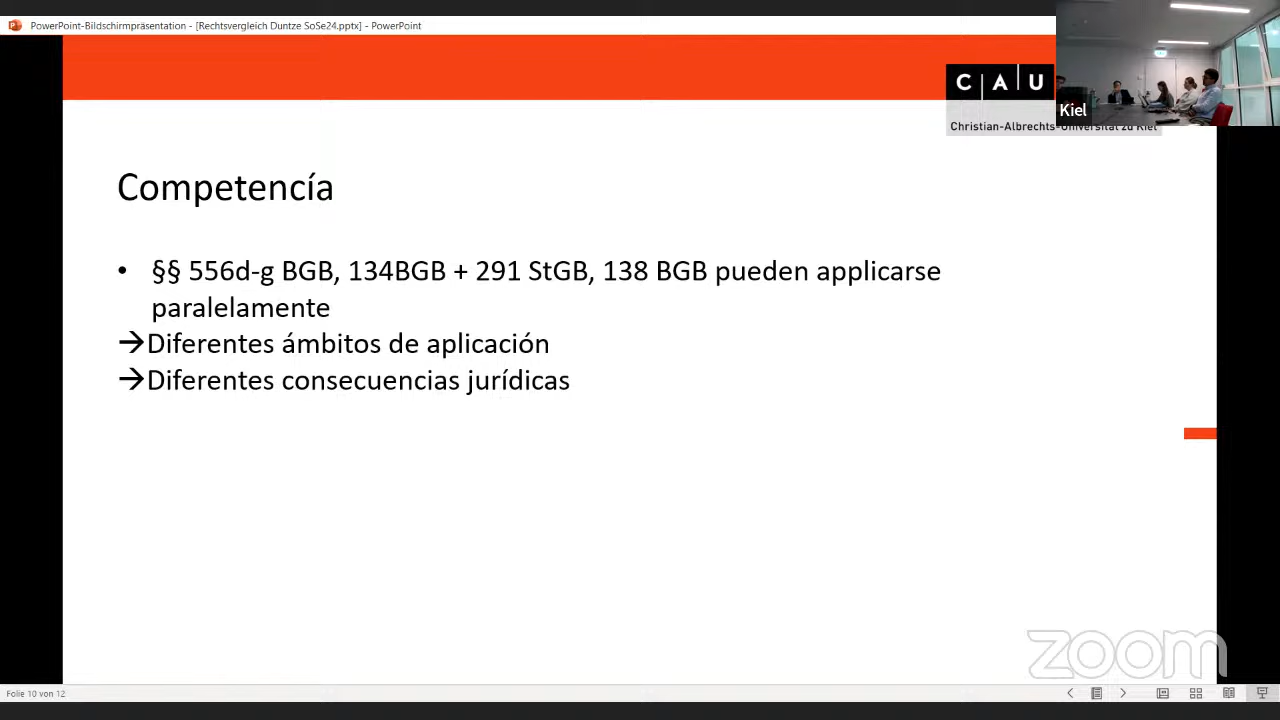 PowerPoint-Bildschirmpräsentation - [Rechtsvergleich Duntze SoSe24.pptx] - PowerPoint
CAU
Kiel
Christian-Albrechts-Universität zu Kiel
Competencía
• §§ 556d-g BGB, 134BGB + 291 StGB, 138 BGB pueden applicarse
paralelamente
→Diferentes ámbitos de aplicación
→Diferentes consecuencias jurídicas
zoom
Folie 10 von 12